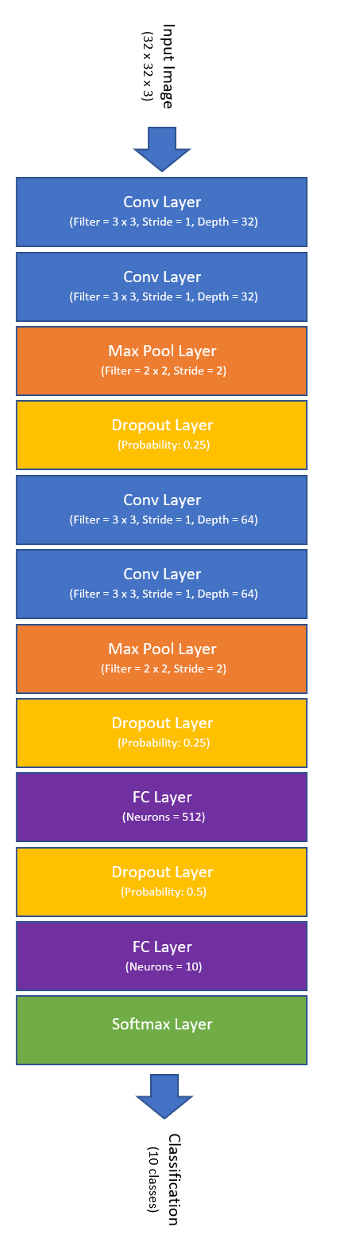 Input Image
(32 x 32 x 3)
Conv Layer
(Filter = 3 x 3, Stride = 1, Depth = 32)
Conv Layer
(Filter = 3 x 3, Stride = 1, Depth = 32)
Max Pool Layer
(Filter = 2 x 2, Stride = 2)
Dropout Layer
(Probability: 0.25)
Conv Layer
(Filter = 3 x 3, Stride = 1, Depth = 64)
Conv Layer
(Filter = 3 x 3, Stride = 1, Depth = 64)
Max Pool Layer
(Filter = 2 x 2, Stride = 2)
Dropout Layer
(Probability: 0.25)
FC Layer
(Neurons = 512)
Dropout Layer
(Probability: 0.5)
FC Layer
(Neurons = 10)
Softmax Layer
Classification
(10 classes)